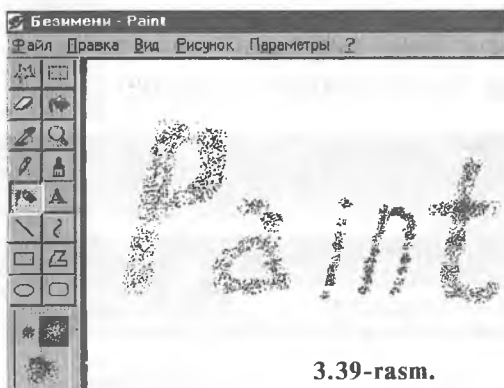 Безимени - Paint
Файл Правка Вид Рисунок Параметры ?
A
Paint
3.39-rasm.